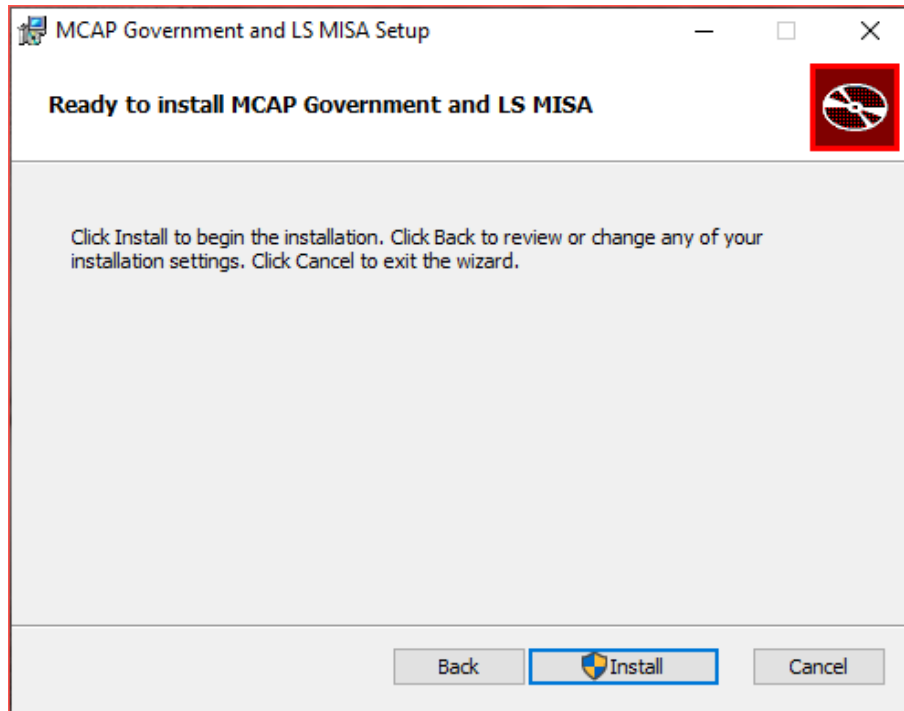 MCAP Government and LS MISA Setup
Ready to install MCAP Government and LS MISA
Click Install to begin the installation. Click Back to review or change any of your
installation settings. Click Cancel to exit the wizard.
Back
Install
Cancel